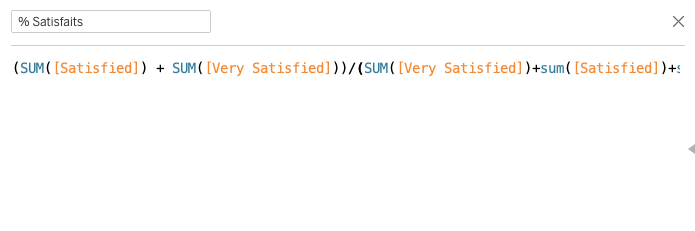 % Satisfaits
(SUM([Satisfied]) + SUM([Very Satisfied]))/(SUM([Very Satisfied])+sum([Satisfied])+s